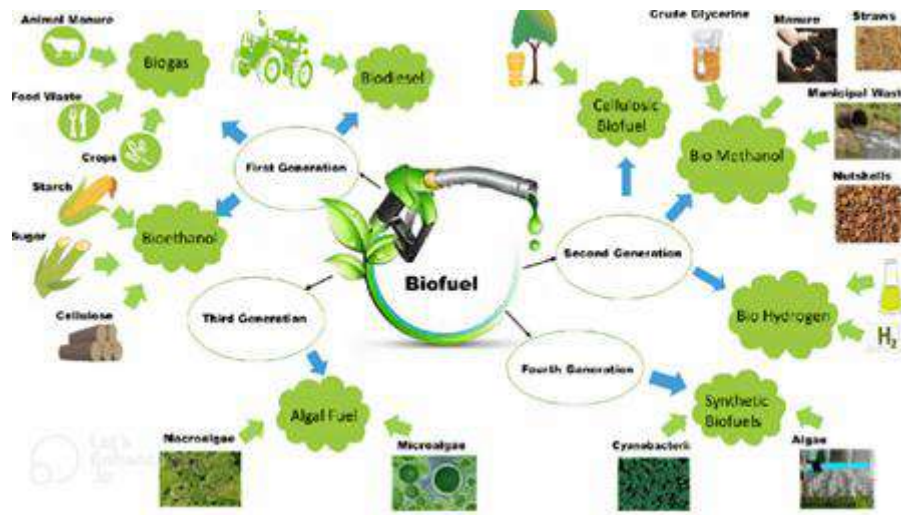 Animal Manure
Biogas
Biodiesel
Food Waste
Crops
First Generation
Starch
Bioethanol
Sugar
Cellulose
Crude Glycerine
Manure
Straws
Cellulosic
Biofuel
Bio Methanol
Municipal Wast
Nutshells
Biofuel
Second Generation
Third Generation
Bio Hydrogen
H2
Fourth Generation
Algal Fuel
Macroalgae
Microalgae
Synthetic
Biofuels
Cyanobacterii
Algae